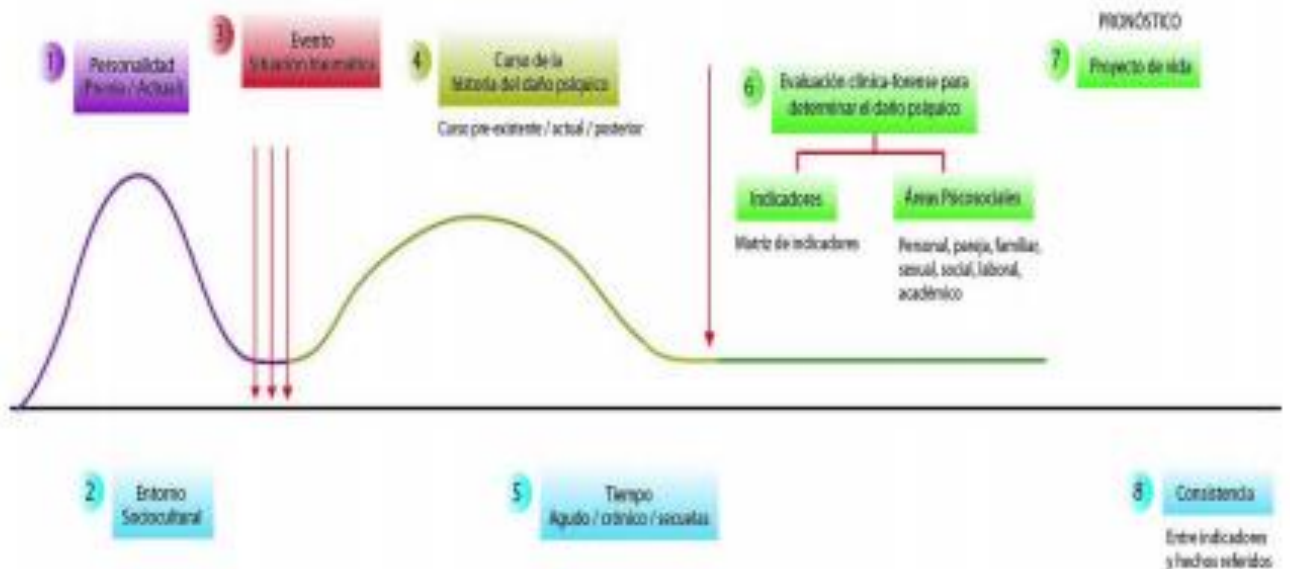 1
Personalidad
(Previa / Actual)
3
Evento
Situación traumática
4
Curso de la
historia del daño psíquico
Curso pre-existente / actual / posterior
6
Evaluación clínica-forense para
determinar el daño psíquico
Indicadores
Matriz de indicadores
Áreas Psicosociales
Personal, pareja, familiar,
sexual, social, laboral,
académico
PRONÓSTICO
7
Proyecto de vida
2
Entorno
Sociocultural
5
Tiempo
Agudo / crónico / secuelas
8
Consistencia
Entre indicadores
y hechos referidos